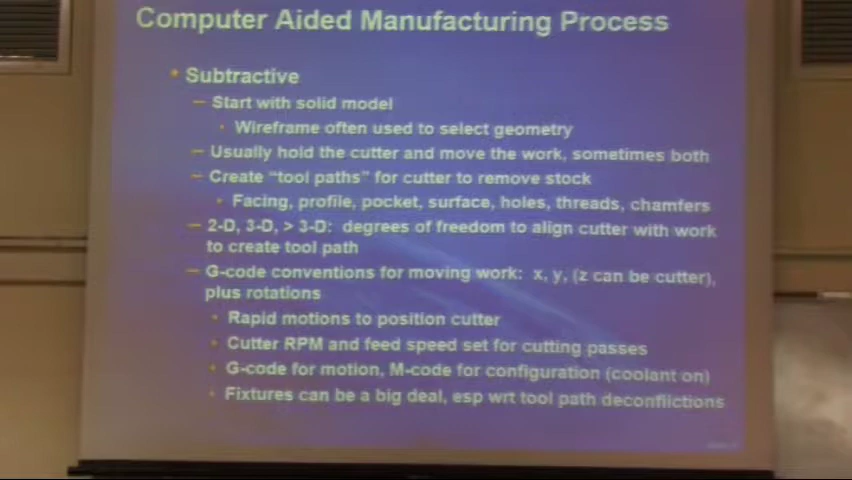 Computer Aided Manufacturing Process
• Subtractive
– Start with solid model
• Wireframe often used to select geometry
– Usually hold the cutter and move the work, sometimes both
– Create "tool paths" for cutter to remove stock
• Facing, profile, pocket, surface, holes, threads, chamfers
– 2-D, 3-D, > 3-D: degrees of freedom to align cutter with work
to create tool path
– G-code conventions for moving work: x, y, (z can be cutter),
plus rotations
• Rapid motions to position cutter
• Cutter RPM and feed speed set for cutting passes
• G-code for motion, M-code for configuration (coolant on)
• Fixtures can be a big deal, esp wrt tool path deconflictions